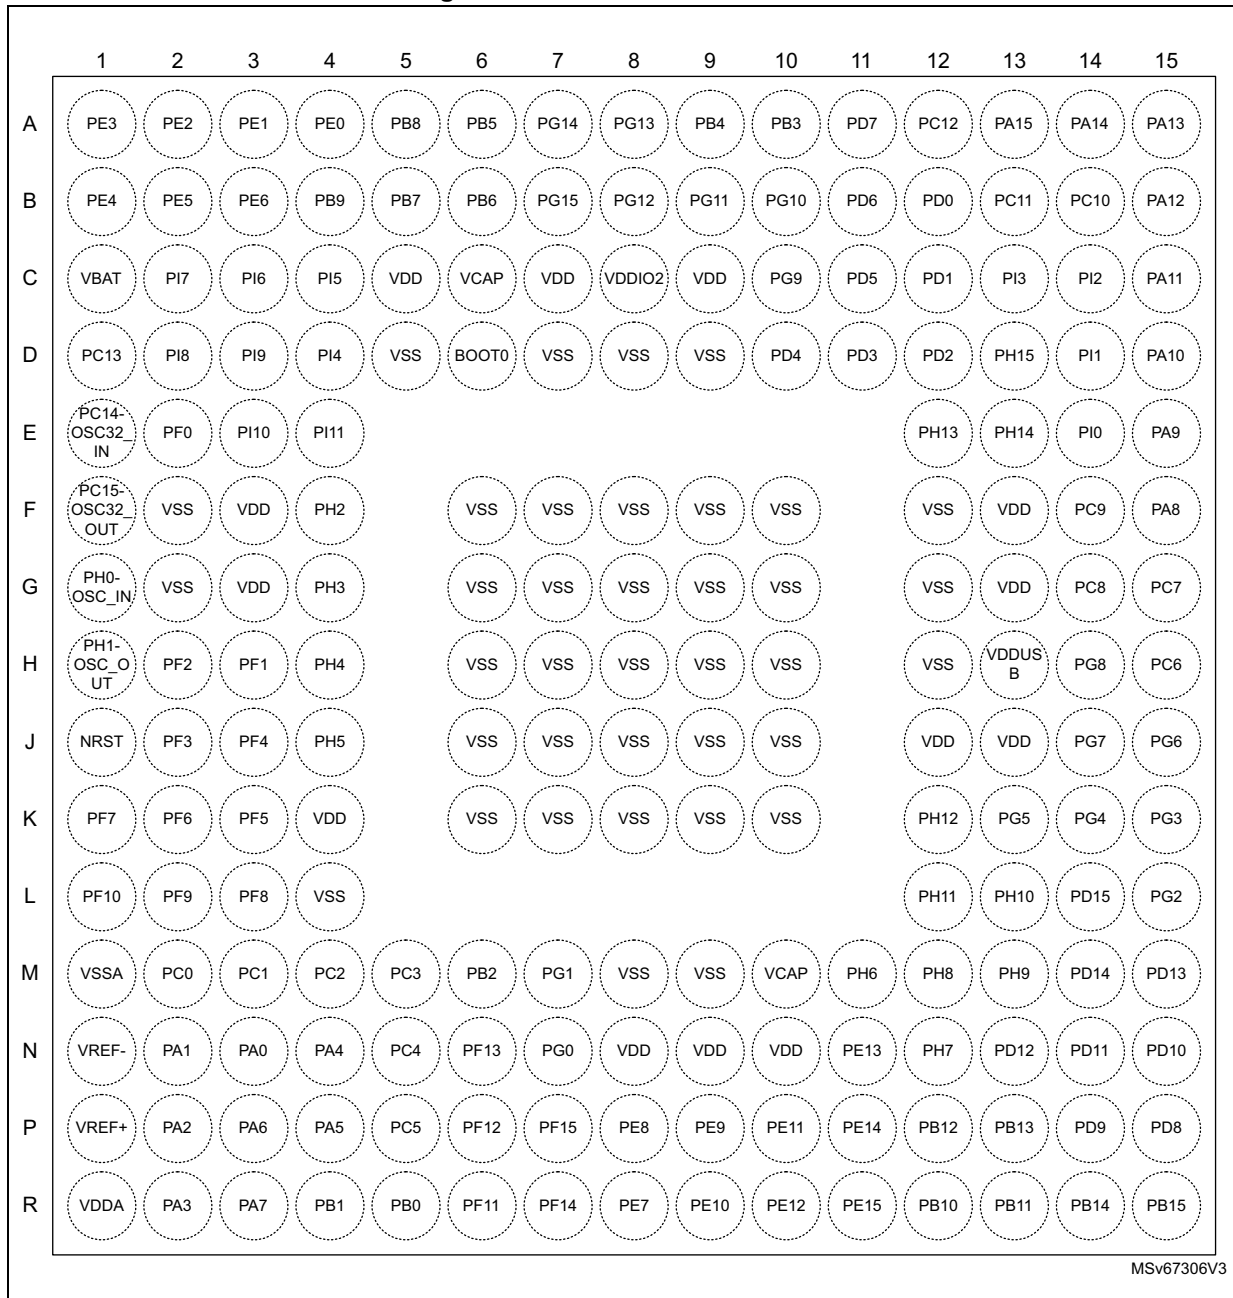 1 2 3 4 5 6 7 8 9 10 11 12 13 14 15
A PE3 PE2 PE1 PE0 PB8 PB5 PG14 PG13 PB4 PB3 PD7 PC12 PA15 PA14 PA13
B PE4 PE5 PE6 PB9 PB7 PB6 PG15 PG12 PG11 PG10 PD6 PD0 PC11 PC10 PA12
C VBAT PI7 PI6 PI5 VDD VCAP VDD VDDIO2 VDD PG9 PD5 PD1 PI3 PI2 PA11
D PC13 PI8 PI9 PI4 VSS BOOT0 VSS VSS VSS PD4 PD3 PD2 PH15 PI1 PA10
PC14-
E OSC32_ PF0 PI10 PI11 PH13 PH14 PI0 PA9
IN
PC15-
F OSC32_ VSS VDD PH2 VSS VSS VSS VSS VSS VSS VDD PC9 PA8
OUT
PH0-
G OSC_IN VSS VDD PH3 VSS VSS VSS VSS VSS VSS VDD PC8 PC7
PH1-
H OSC_O PF2 PF1 PH4 VSS VSS VSS VSS VSS VSS VDDUS PG8 PC6
UT B
J NRST PF3 PF4 PH5 VSS VSS VSS VSS VSS VDD VDD PG7 PG6
K PF7 PF6 PF5 VDD VSS VSS VSS VSS VSS PH12 PG5 PG4 PG3
L PF10 PF9 PF8 VSS PH11 PH10 PD15 PG2
M VSSA PC0 PC1 PC2 PC3 PB2 PG1 VSS VSS VCAP PH6 PH8 PH9 PD14 PD13
N VREF- PA1 PA0 PA4 PC4 PF13 PG0 VDD VDD VDD PE13 PH7 PD12 PD11 PD10
P VREF+ PA2 PA6 PA5 PC5 PF12 PF15 PE8 PE9 PE11 PE14 PB12 PB13 PD9 PD8
R VDDA PA3 PA7 PB1 PB0 PF11 PF14 PE7 PE10 PE12 PE15 PB10 PB11 PB14 PB15
MSv67306V3